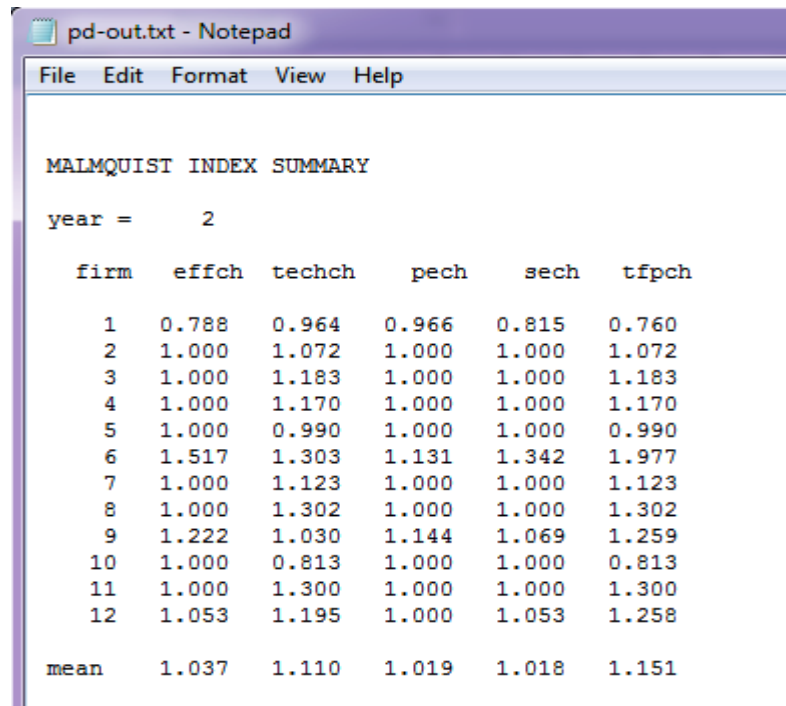 pd-out.txt - Notepad
File Edit Format View Help
MALMQUIST INDEX SUMMARY
year = 2
firm effch techch pech sech tfpch
1 0.788 0.964 0.966 0.815 0.760
2 1.000 1.072 1.000 1.000 1.072
3 1.000 1.183 1.000 1.000 1.183
4 1.000 1.170 1.000 1.000 1.170
5 1.000 0.990 1.000 1.000 0.990
6 1.517 1.303 1.131 1.342 1.977
7 1.000 1.123 1.000 1.000 1.123
8 1.000 1.302 1.000 1.000 1.302
9 1.222 1.030 1.144 1.069 1.259
10 1.000 0.813 1.000 1.000 0.813
11 1.000 1.300 1.000 1.000 1.300
12 1.053 1.195 1.000 1.053 1.258
mean 1.037 1.110 1.019 1.018 1.151